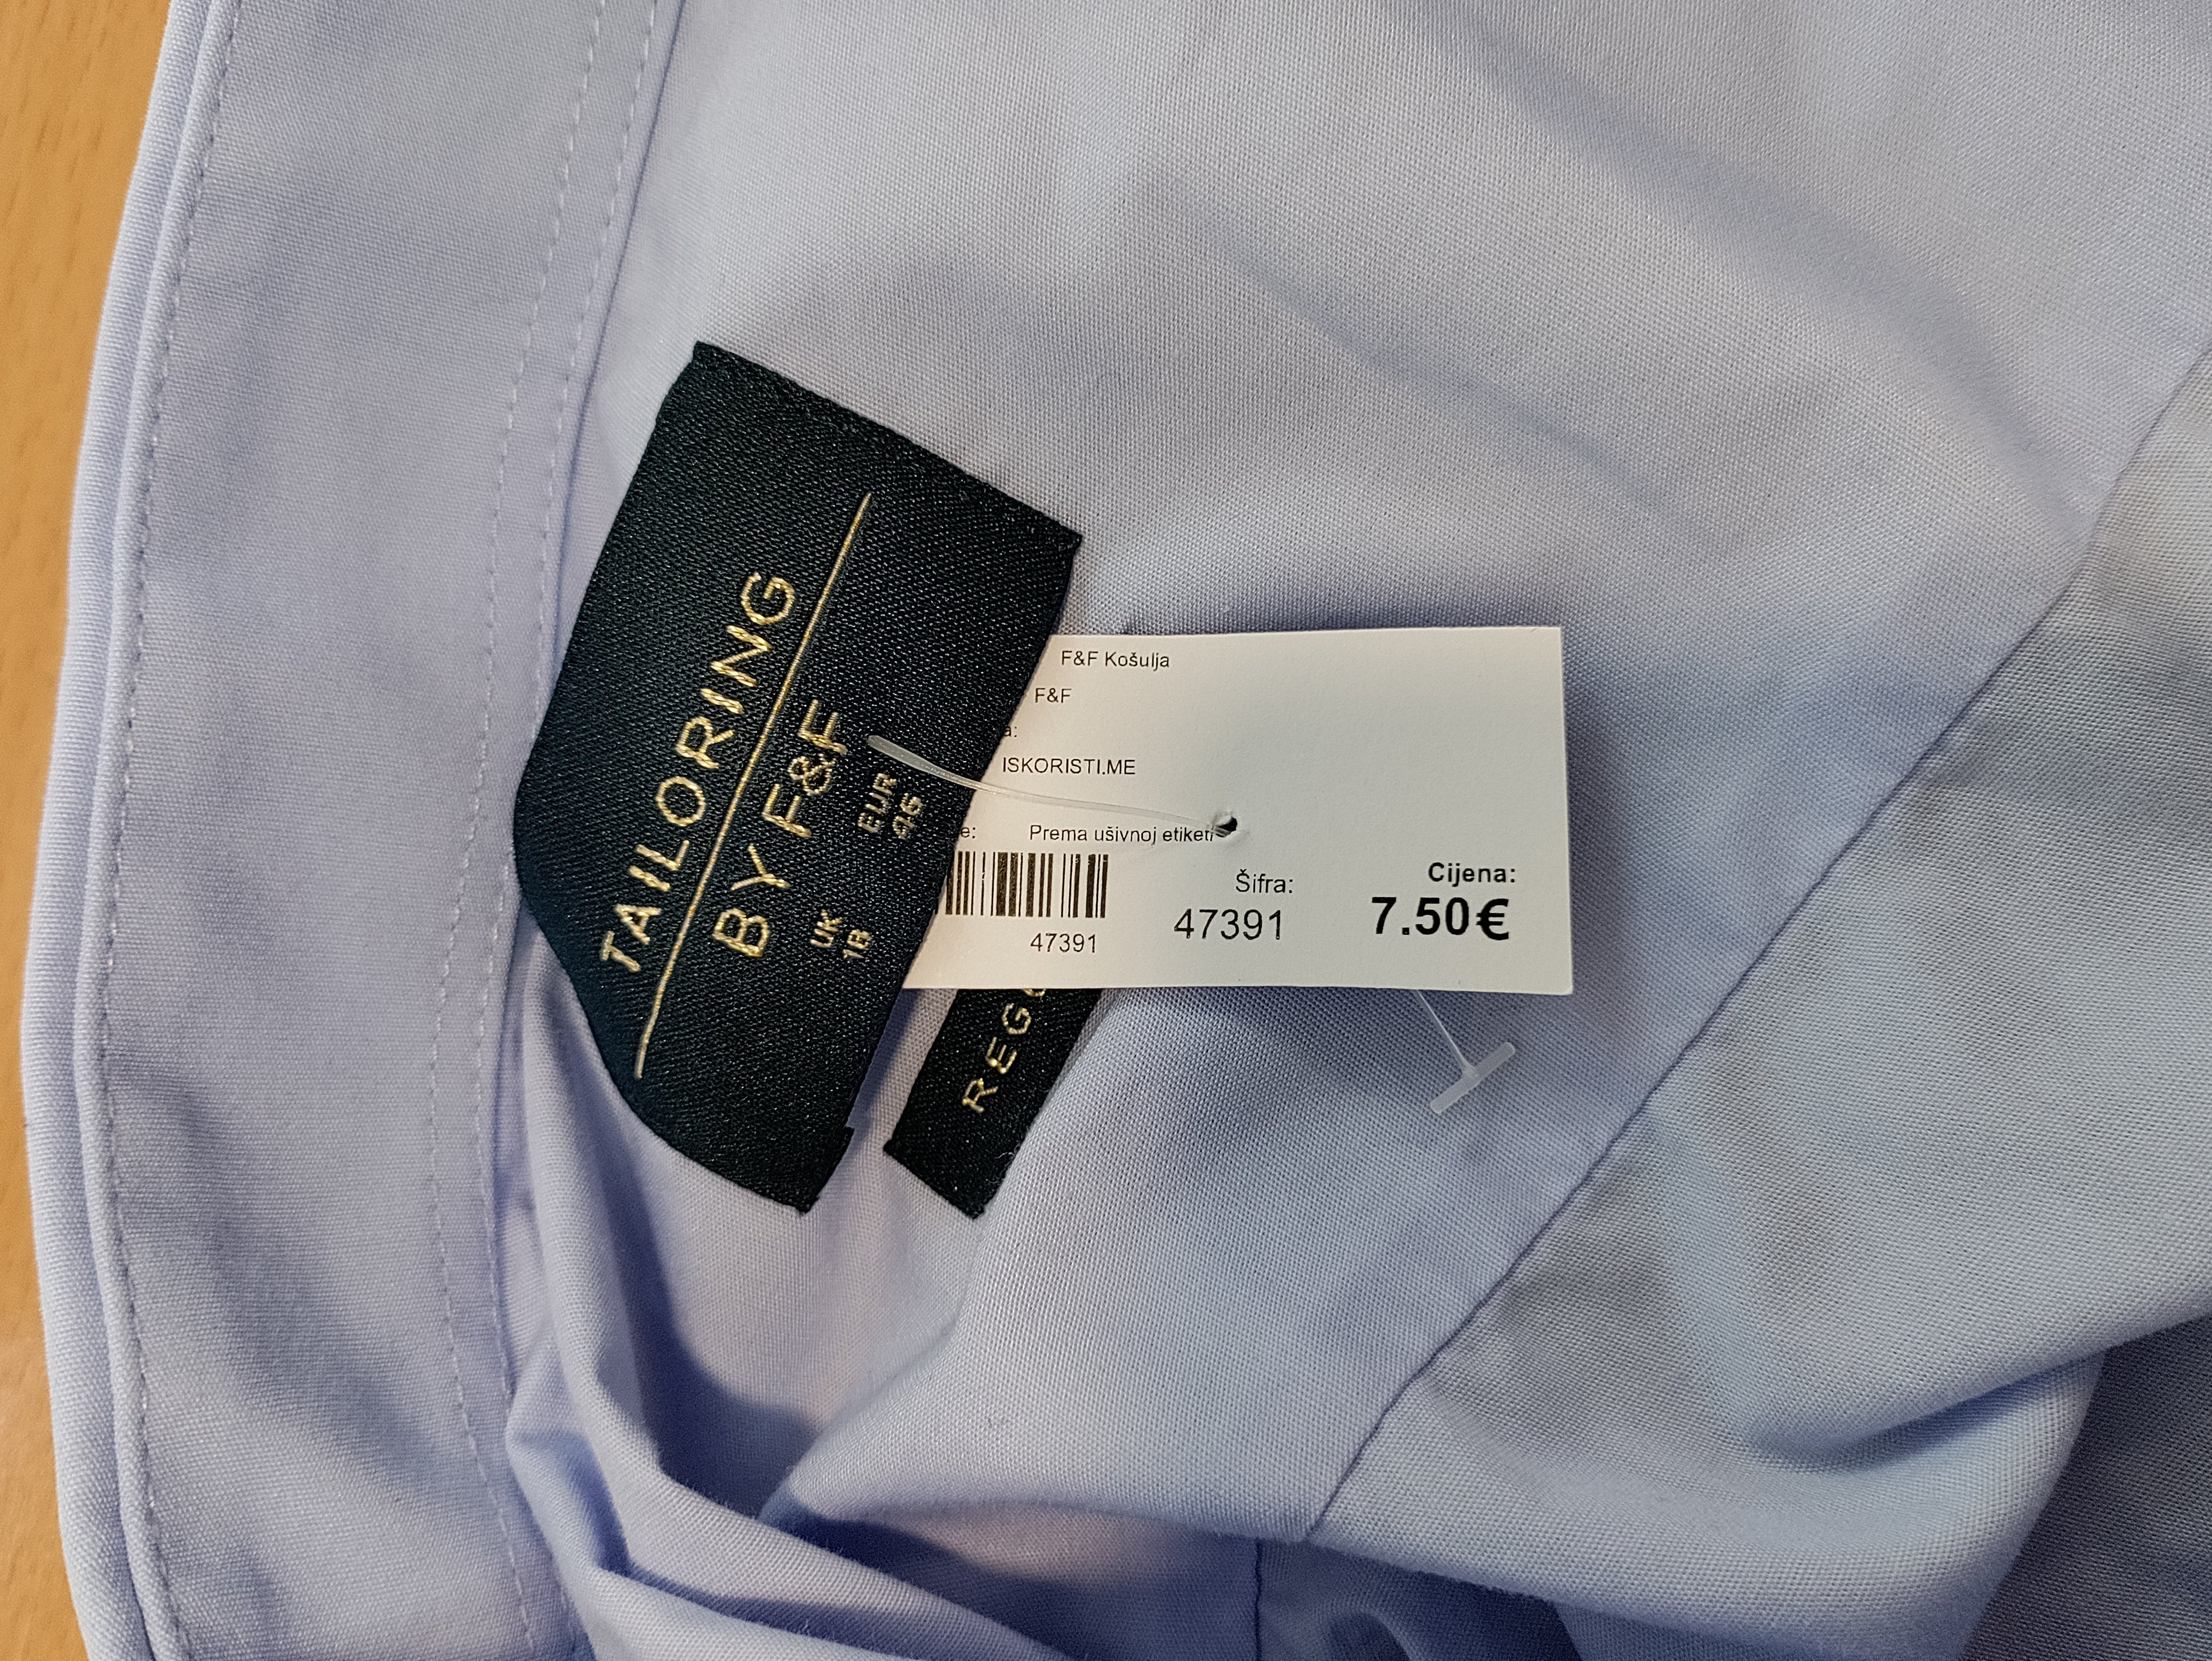 TAILORING
BY F&F
UK
18
EUR
46
F&F Košulja
F&F
a:
ISKORISTI.ME
e: Prema ušivnoj etiketi
47391
Šifra:
47391
Cijena:
7.50€
REG